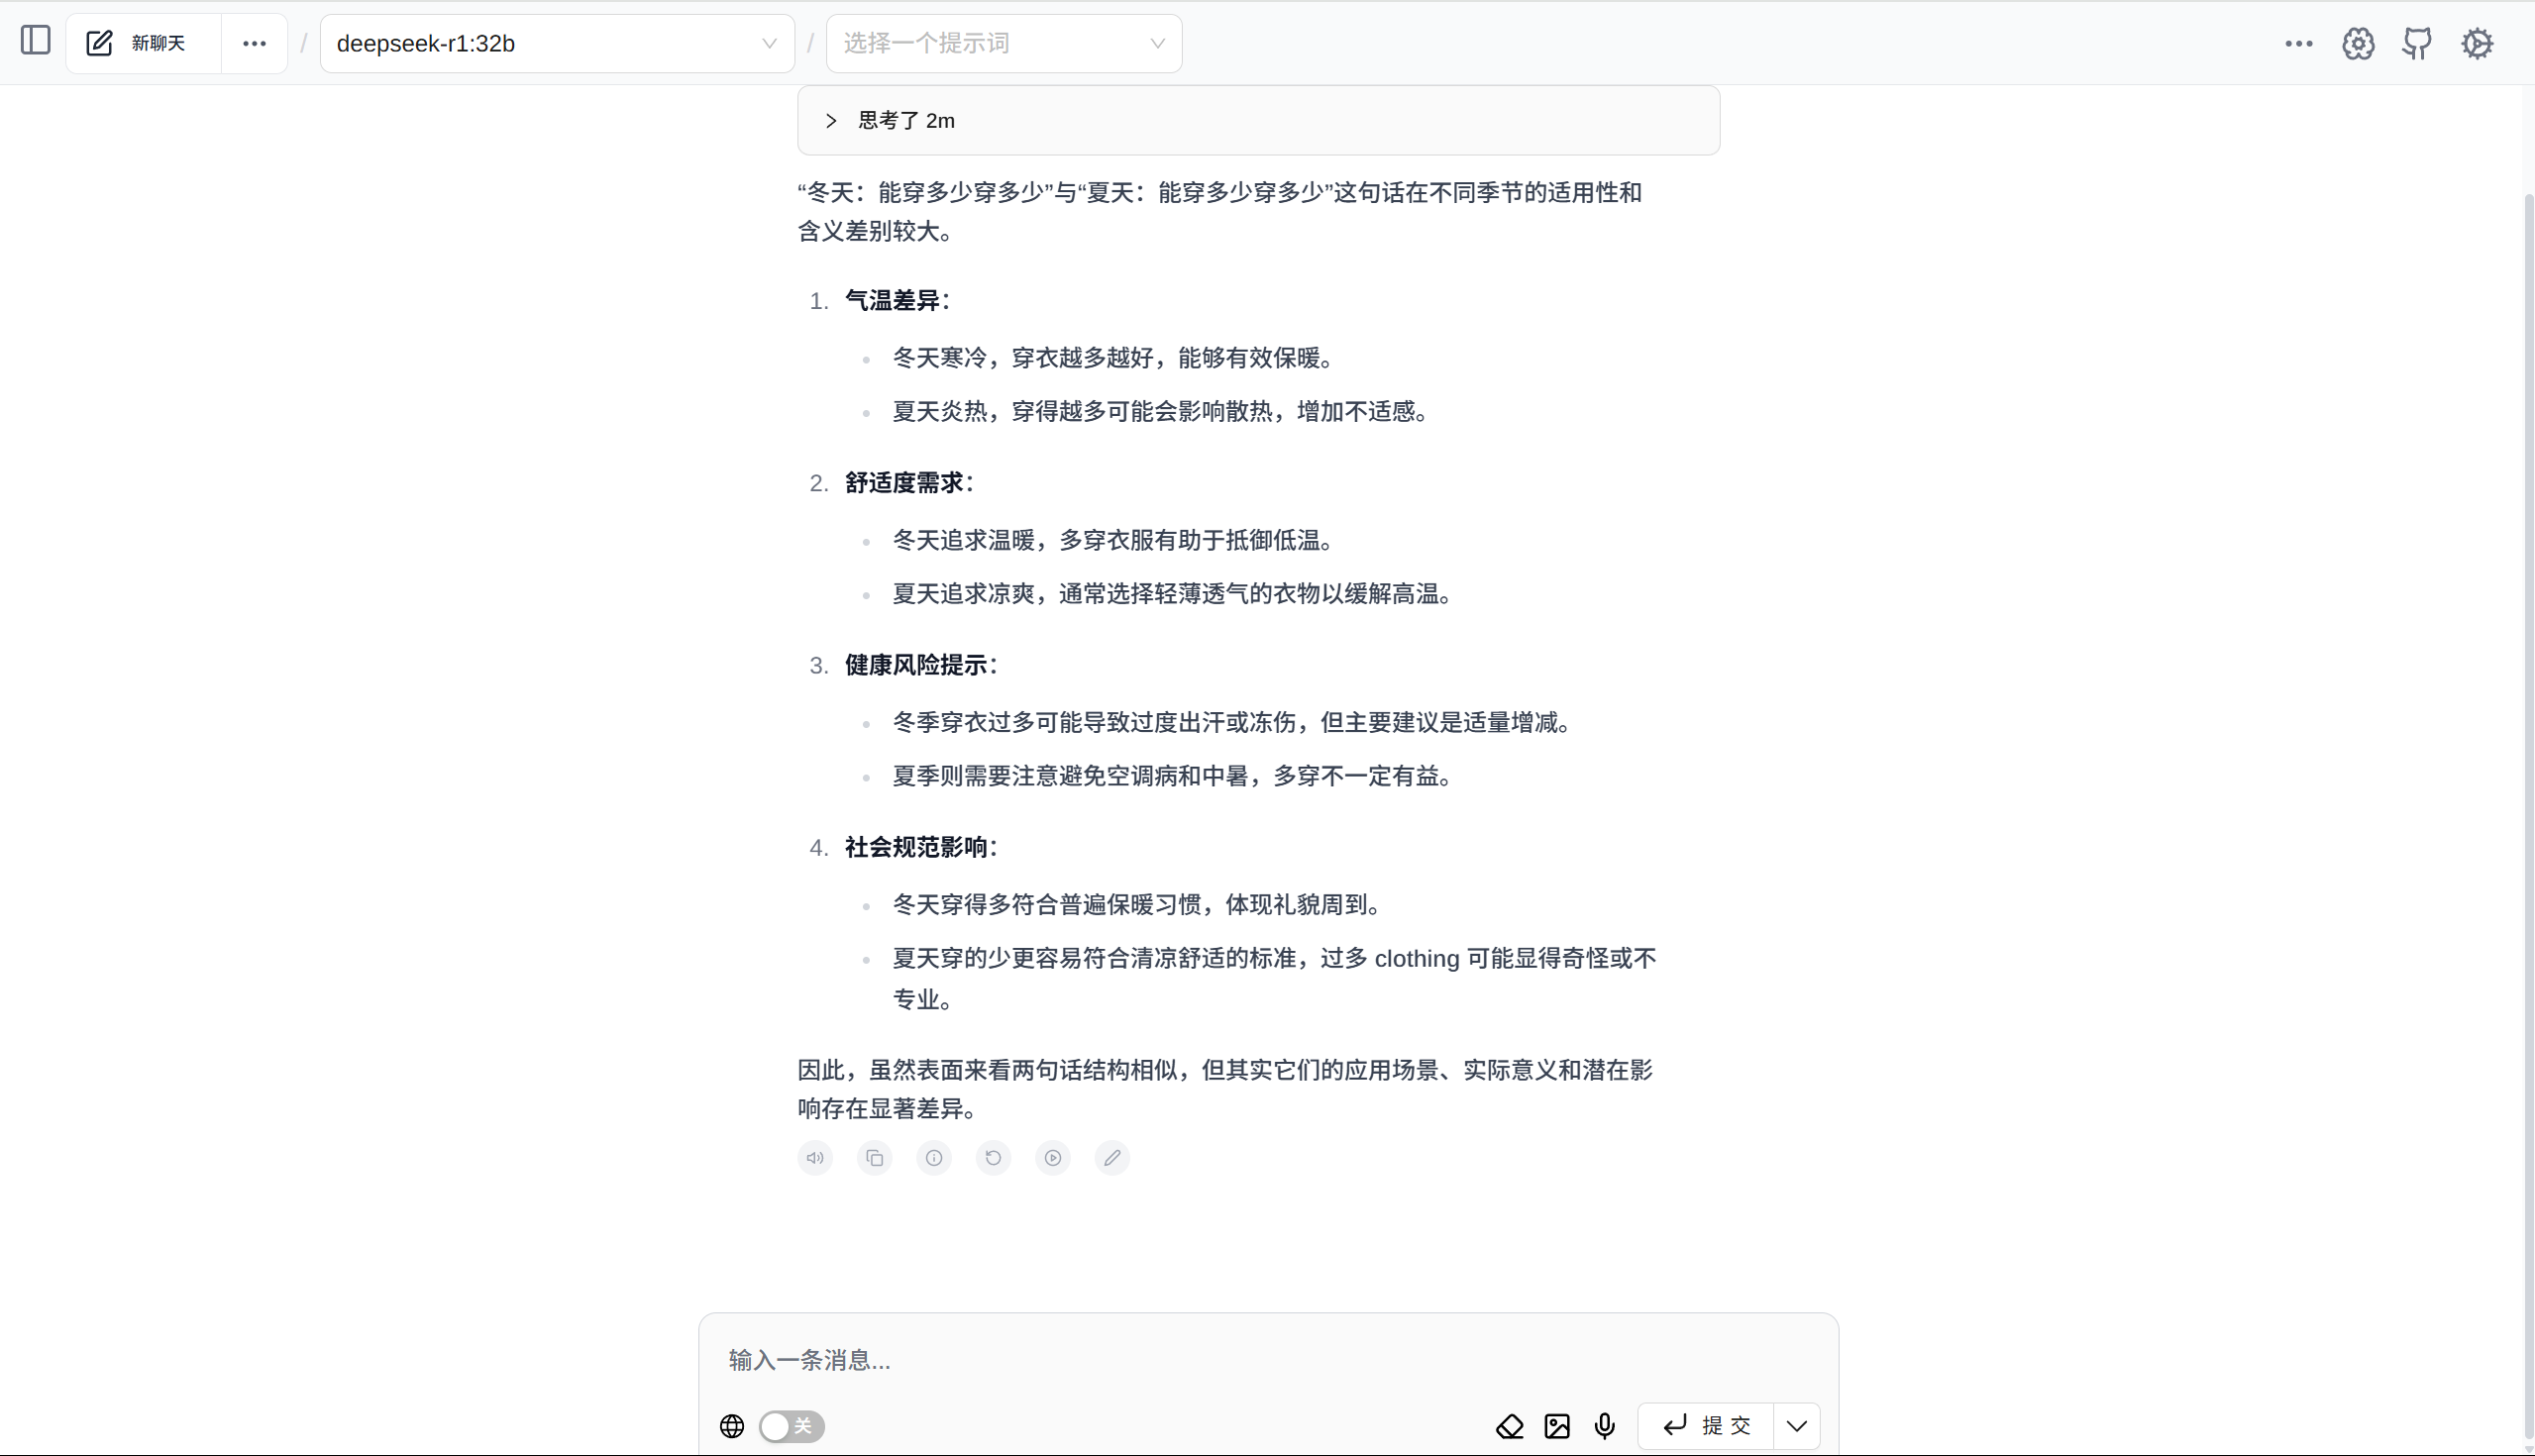 新聊天
deepseek-r1:32b
选择一个提示词
思考了 2m
“冬天：能穿多少穿多少”与“夏天：能穿多少穿多少”这句话在不同季节的适用性和
含义差别较大。
1. 气温差异：
冬天寒冷，穿衣越多越好，能够有效保暖。
夏天炎热，穿得越多可能会影响散热，增加不适感。
2. 舒适度需求：
冬天追求温暖，多穿衣服有助于抵御低温。
夏天追求凉爽，通常选择轻薄透气的衣物以缓解高温。
3. 健康风险提示：
冬季穿衣过多可能导致过度出汗或冻伤，但主要建议是适量增减。
夏季则需要注意避免空调病和中暑，多穿不一定有益。
4. 社会规范影响：
冬天穿得多符合普遍保暖习惯，体现礼貌周到。
夏天穿的少更容易符合清凉舒适的标准，过多 clothing 可能显得奇怪或不
专业。
因此，虽然表面来看两句话结构相似，但其实它们的应用场景、实际意义和潜在影
响存在显著差异。
输入一条消息...
关
提 交